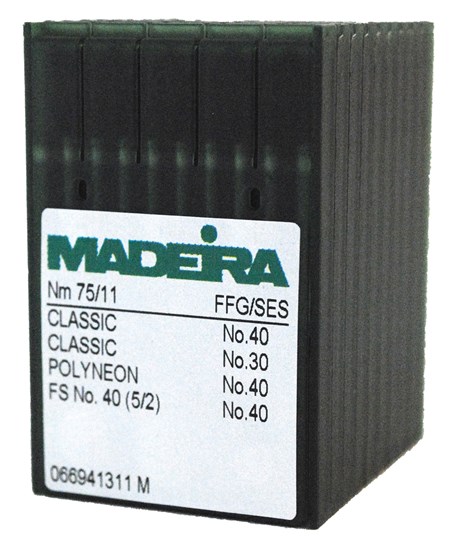 MADEIRA
Nm 75/11 FFG/SES
CLASSIC No.40
CLASSIC No.30
POLYNEON No.40
FS No. 40 (5/2) No.40
066941311 M